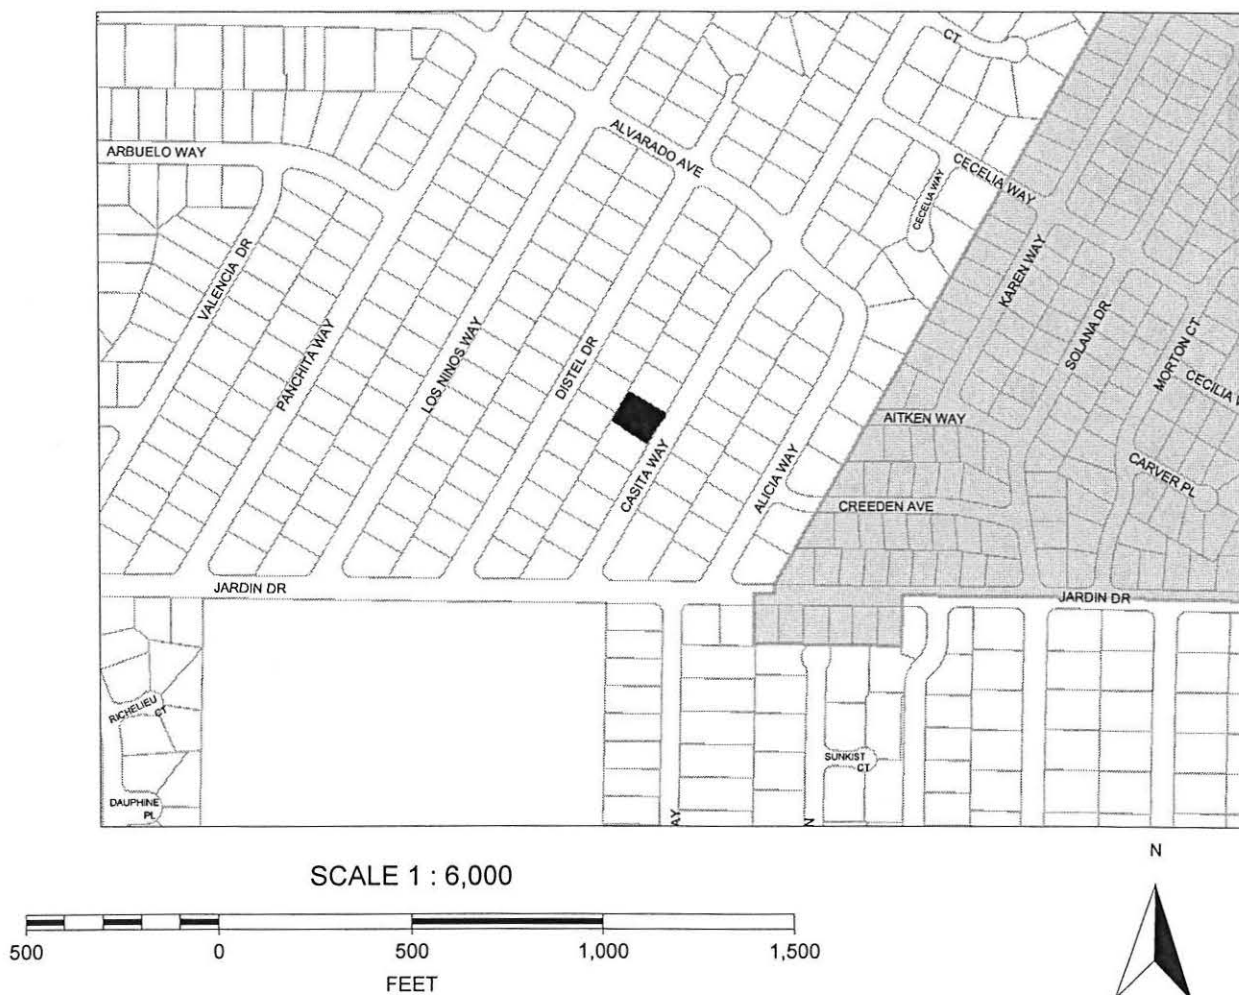 CT
ALVARADO AVE
ARBUELO WAY
CECELIA WAY
CECELIA WAY
VALENCIA DR
KAREN WAY
SOLANA DR
MORTON CT
PANCHITA WAY
LOS NINOS WAY
DISTEL DR
CECILIA
AITKEN WAY
CASITA WAY
ALICIA WAY
CARVER PL
CREEDEN AVE
JARDIN DR
JARDIN DR
RICHELIEU
CT
SUNKIST
CT
DAUPHINE
PL
AY
N
N
SCALE 1 : 6,000
500 0 500 1,000 1,500
FEET